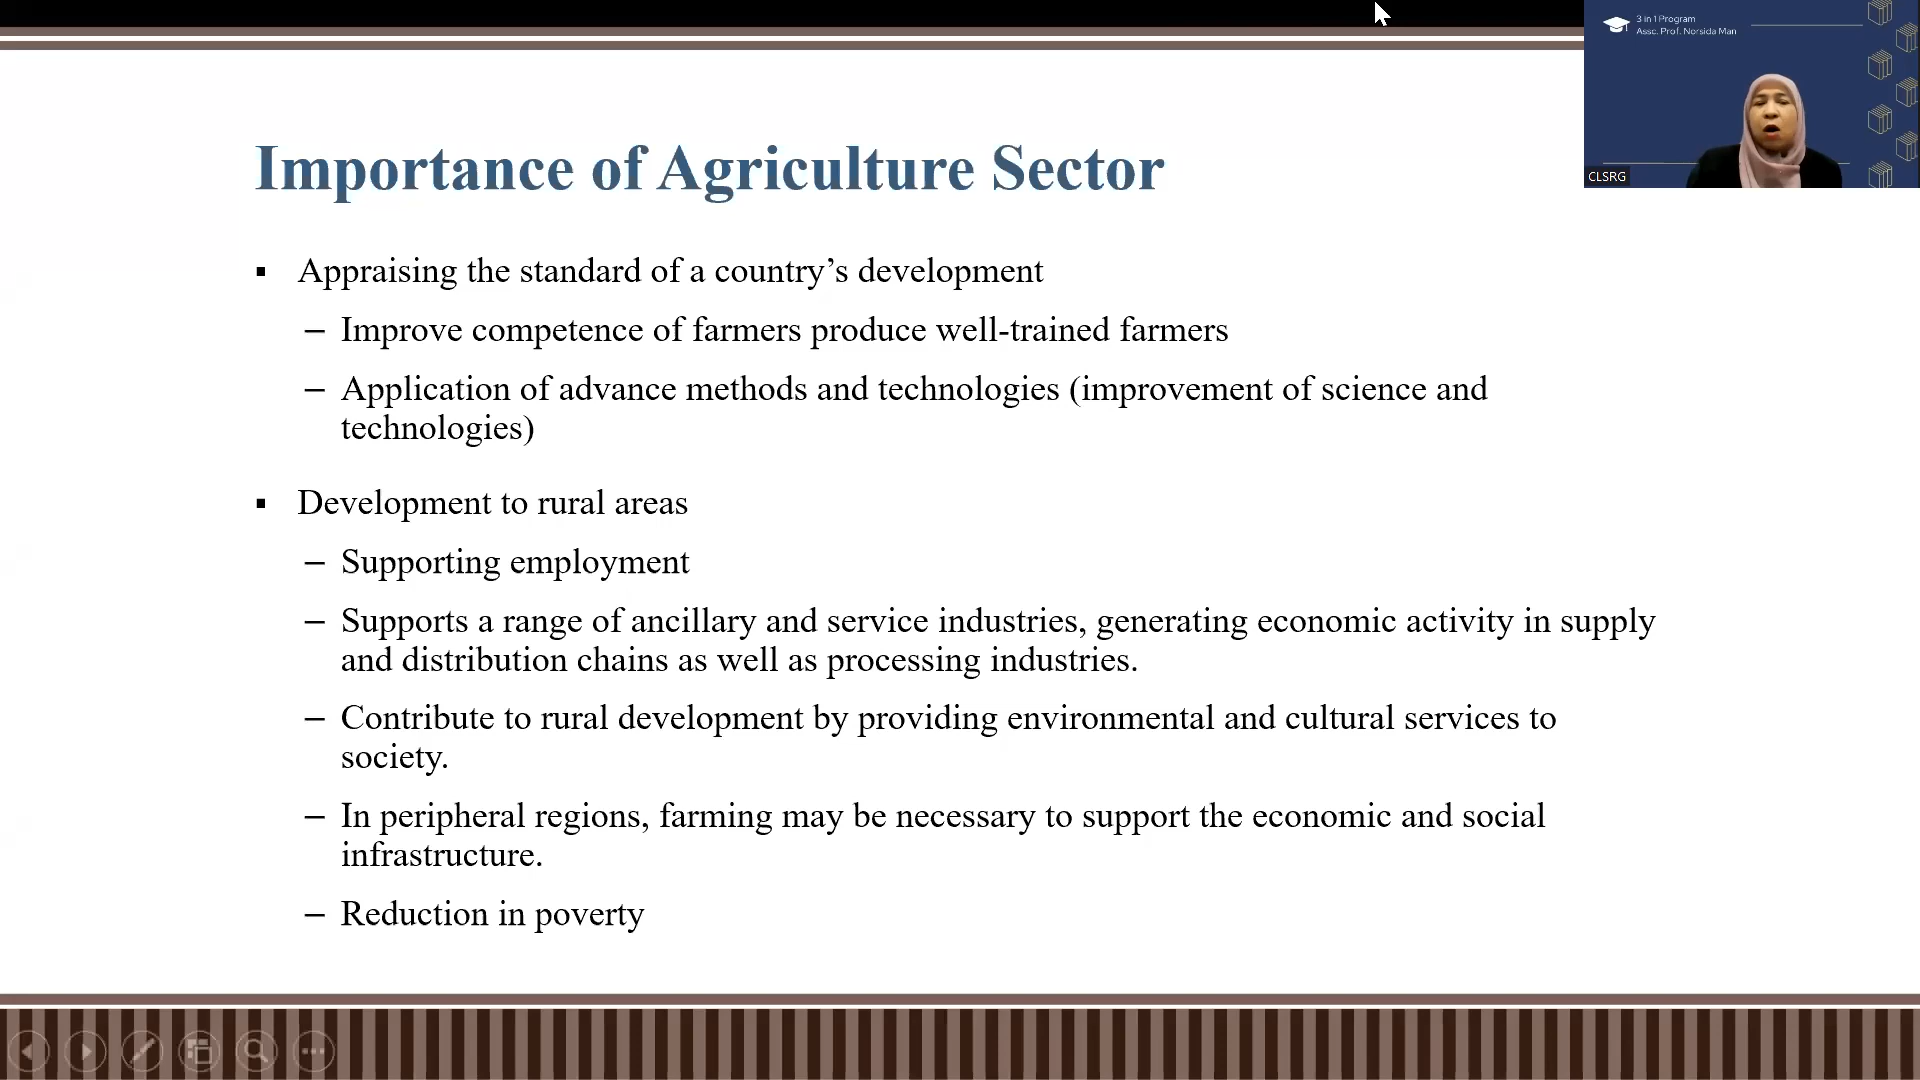 3 in 1 Program
Assc. Prof. Norsida Man
CLSRG
Importance of Agriculture Sector
▪ Appraising the standard of a country’s development
– Improve competence of farmers produce well-trained farmers
– Application of advance methods and technologies (improvement of science and
technologies)
▪ Development to rural areas
– Supporting employment
– Supports a range of ancillary and service industries, generating economic activity in supply
and distribution chains as well as processing industries.
– Contribute to rural development by providing environmental and cultural services to
society.
– In peripheral regions, farming may be necessary to support the economic and social
infrastructure.
– Reduction in poverty